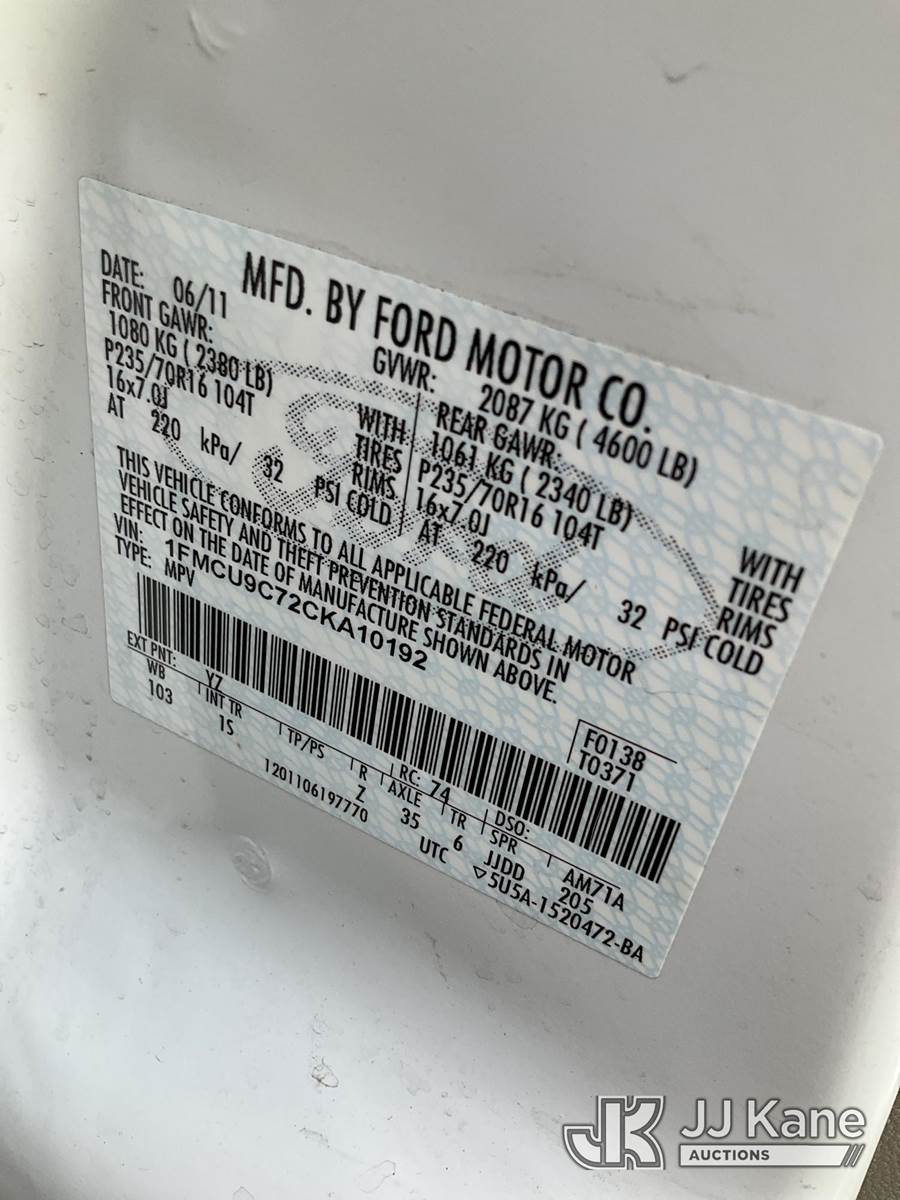 MFD. BY FORD MOTOR CO.
DATE: 06/11
GVWR: 2087 KG ( 4600 LB)
FRONT GAWR:
1080 KG ( 2380 LB)
P235/70R16 104T
16x7.0J
AT 220 kPa/ 32 PSI COLD
WITH
TIRES
RIMS
REAR GAWR:
1061 KG ( 2340 LB)
P235/70R16 104T
16x7.0J
AT 220 kPa/ 32 PSI COLD
WITH
TIRES
RIMS
THIS VEHICLE CONFORMS TO ALL APPLICABLE FEDERAL MOTOR
VEHICLE SAFETY AND THEFT PREVENTION STANDARDS IN
EFFECT ON THE DATE OF MANUFACTURE SHOWN ABOVE.
VIN: 1FMCU9C72CKA10192
TYPE: MPV
F0138
T0371
EXT PNT: YZ RC: 74 DSO: AM71A
WB INT TR TP/PS R AXLE TR SPR
103 1S Z 35 6 JJDD 205
1201106197770 UTC ▽5U5A-1520472-BA
Ford
JK JJ Kane
AUCTIONS